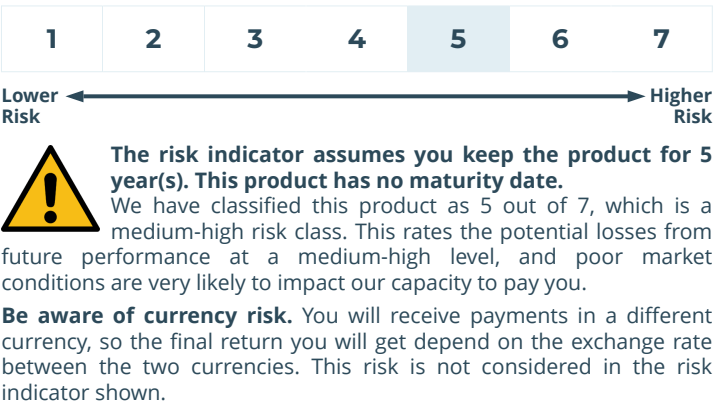 1 2 3 4 5 6 7
Lower Higher
Risk Risk
The risk indicator assumes you keep the product for 5
year(s). This product has no maturity date.
We have classified this product as 5 out of 7, which is a
medium-high risk class. This rates the potential losses from
future performance at a medium-high level, and poor market
conditions are very likely to impact our capacity to pay you.
Be aware of currency risk. You will receive payments in a different
currency, so the final return you will get depend on the exchange rate
between the two currencies. This risk is not considered in the risk
indicator shown.